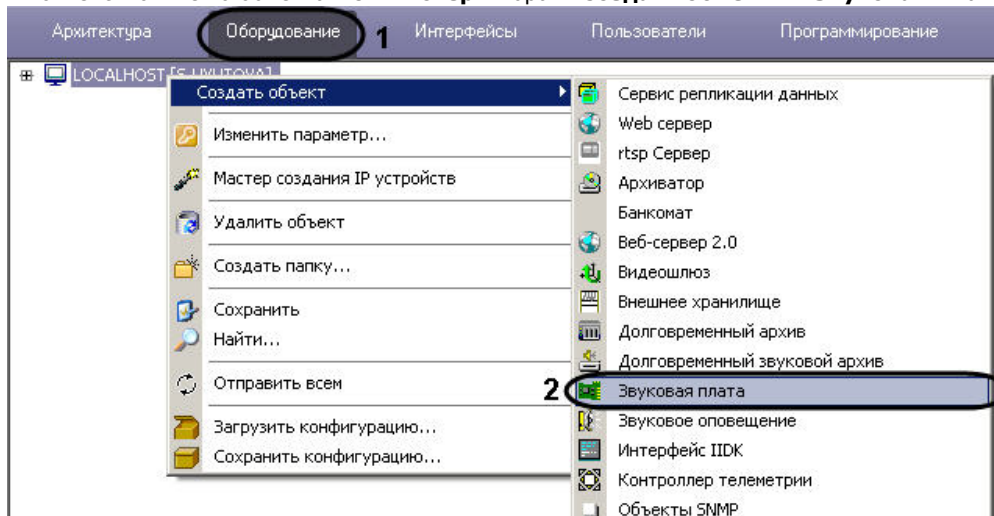 Архитектура Оборудование 1 Интерфейсы Пользователи Программирование
LOCALHOST
Создать объект
Изменить параметр...
Мастер создания IP устройств
Удалить объект
Создать папку...
Сохранить
Найти...
Отправить всем
Загрузить конфигурацию...
Сохранить конфигурацию...
Сервис репликации данных
Web сервер
rtsp Сервер
Архиватор
Банкомат
Веб-сервер 2.0
Видеошлюз
Внешнее хранилище
Долговременный архив
Долговременный звуковой архив
2 Звуковая плата
Звуковое оповещение
Интерфейс IIDK
Контроллер телеметрии
Объекты SNMP